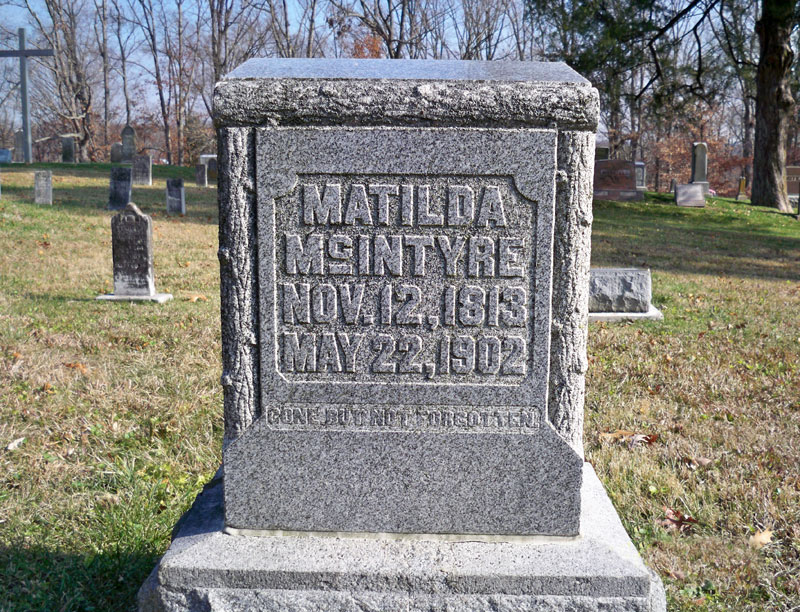 MATILDA
McINTYRE
NOV. 12, 1813
MAY 22, 1902
GONE BUT NOT FORGOTTEN